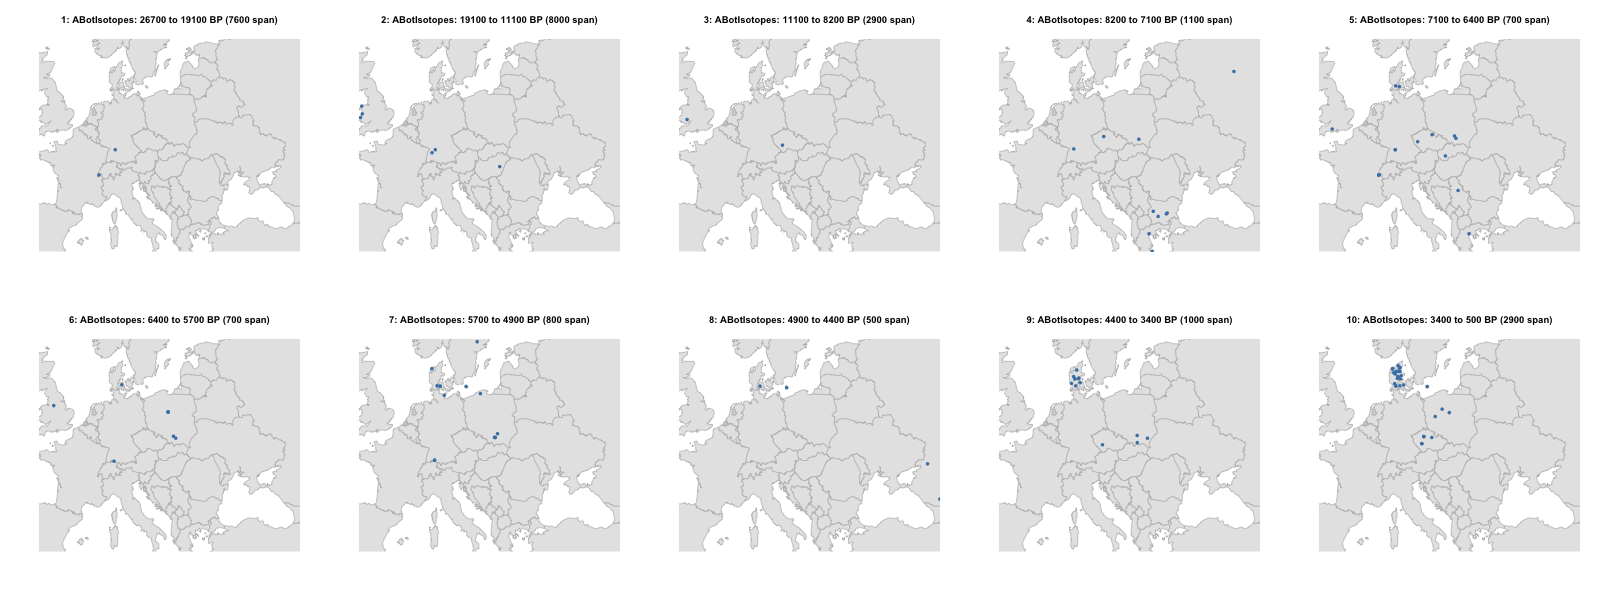 1: ABotIsotopes: 26700 to 19100 BP (7600 span)
2: ABotIsotopes: 19100 to 11100 BP (8000 span)
3: ABotIsotopes: 11100 to 8200 BP (2900 span)
4: ABotIsotopes: 8200 to 7100 BP (1100 span)
5: ABotIsotopes: 7100 to 6400 BP (700 span)
6: ABotIsotopes: 6400 to 5700 BP (700 span)
7: ABotIsotopes: 5700 to 4900 BP (800 span)
8: ABotIsotopes: 4900 to 4400 BP (500 span)
9: ABotIsotopes: 4400 to 3400 BP (1000 span)
10: ABotIsotopes: 3400 to 500 BP (2900 span)